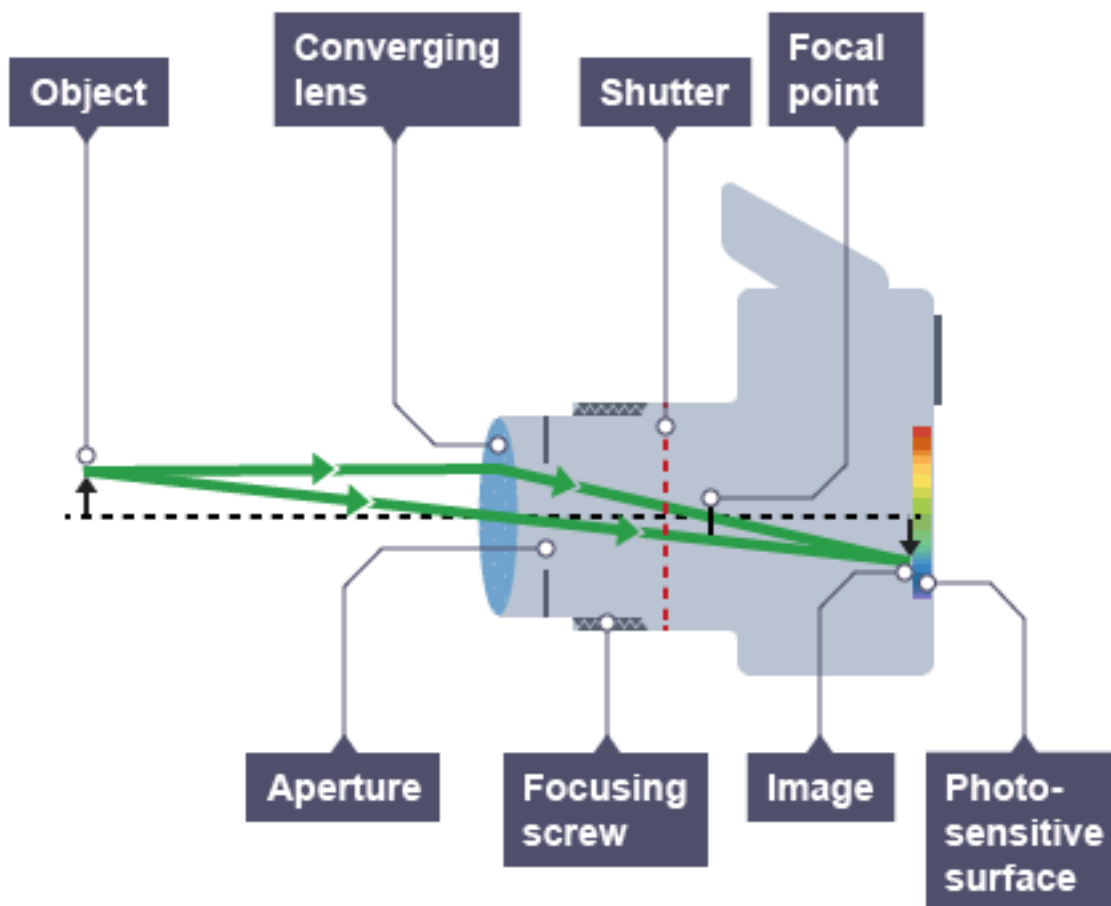 Object
Converging
lens
Shutter
Focal
point
Aperture
Focusing
screw
Image
Photo-
sensitive
surface